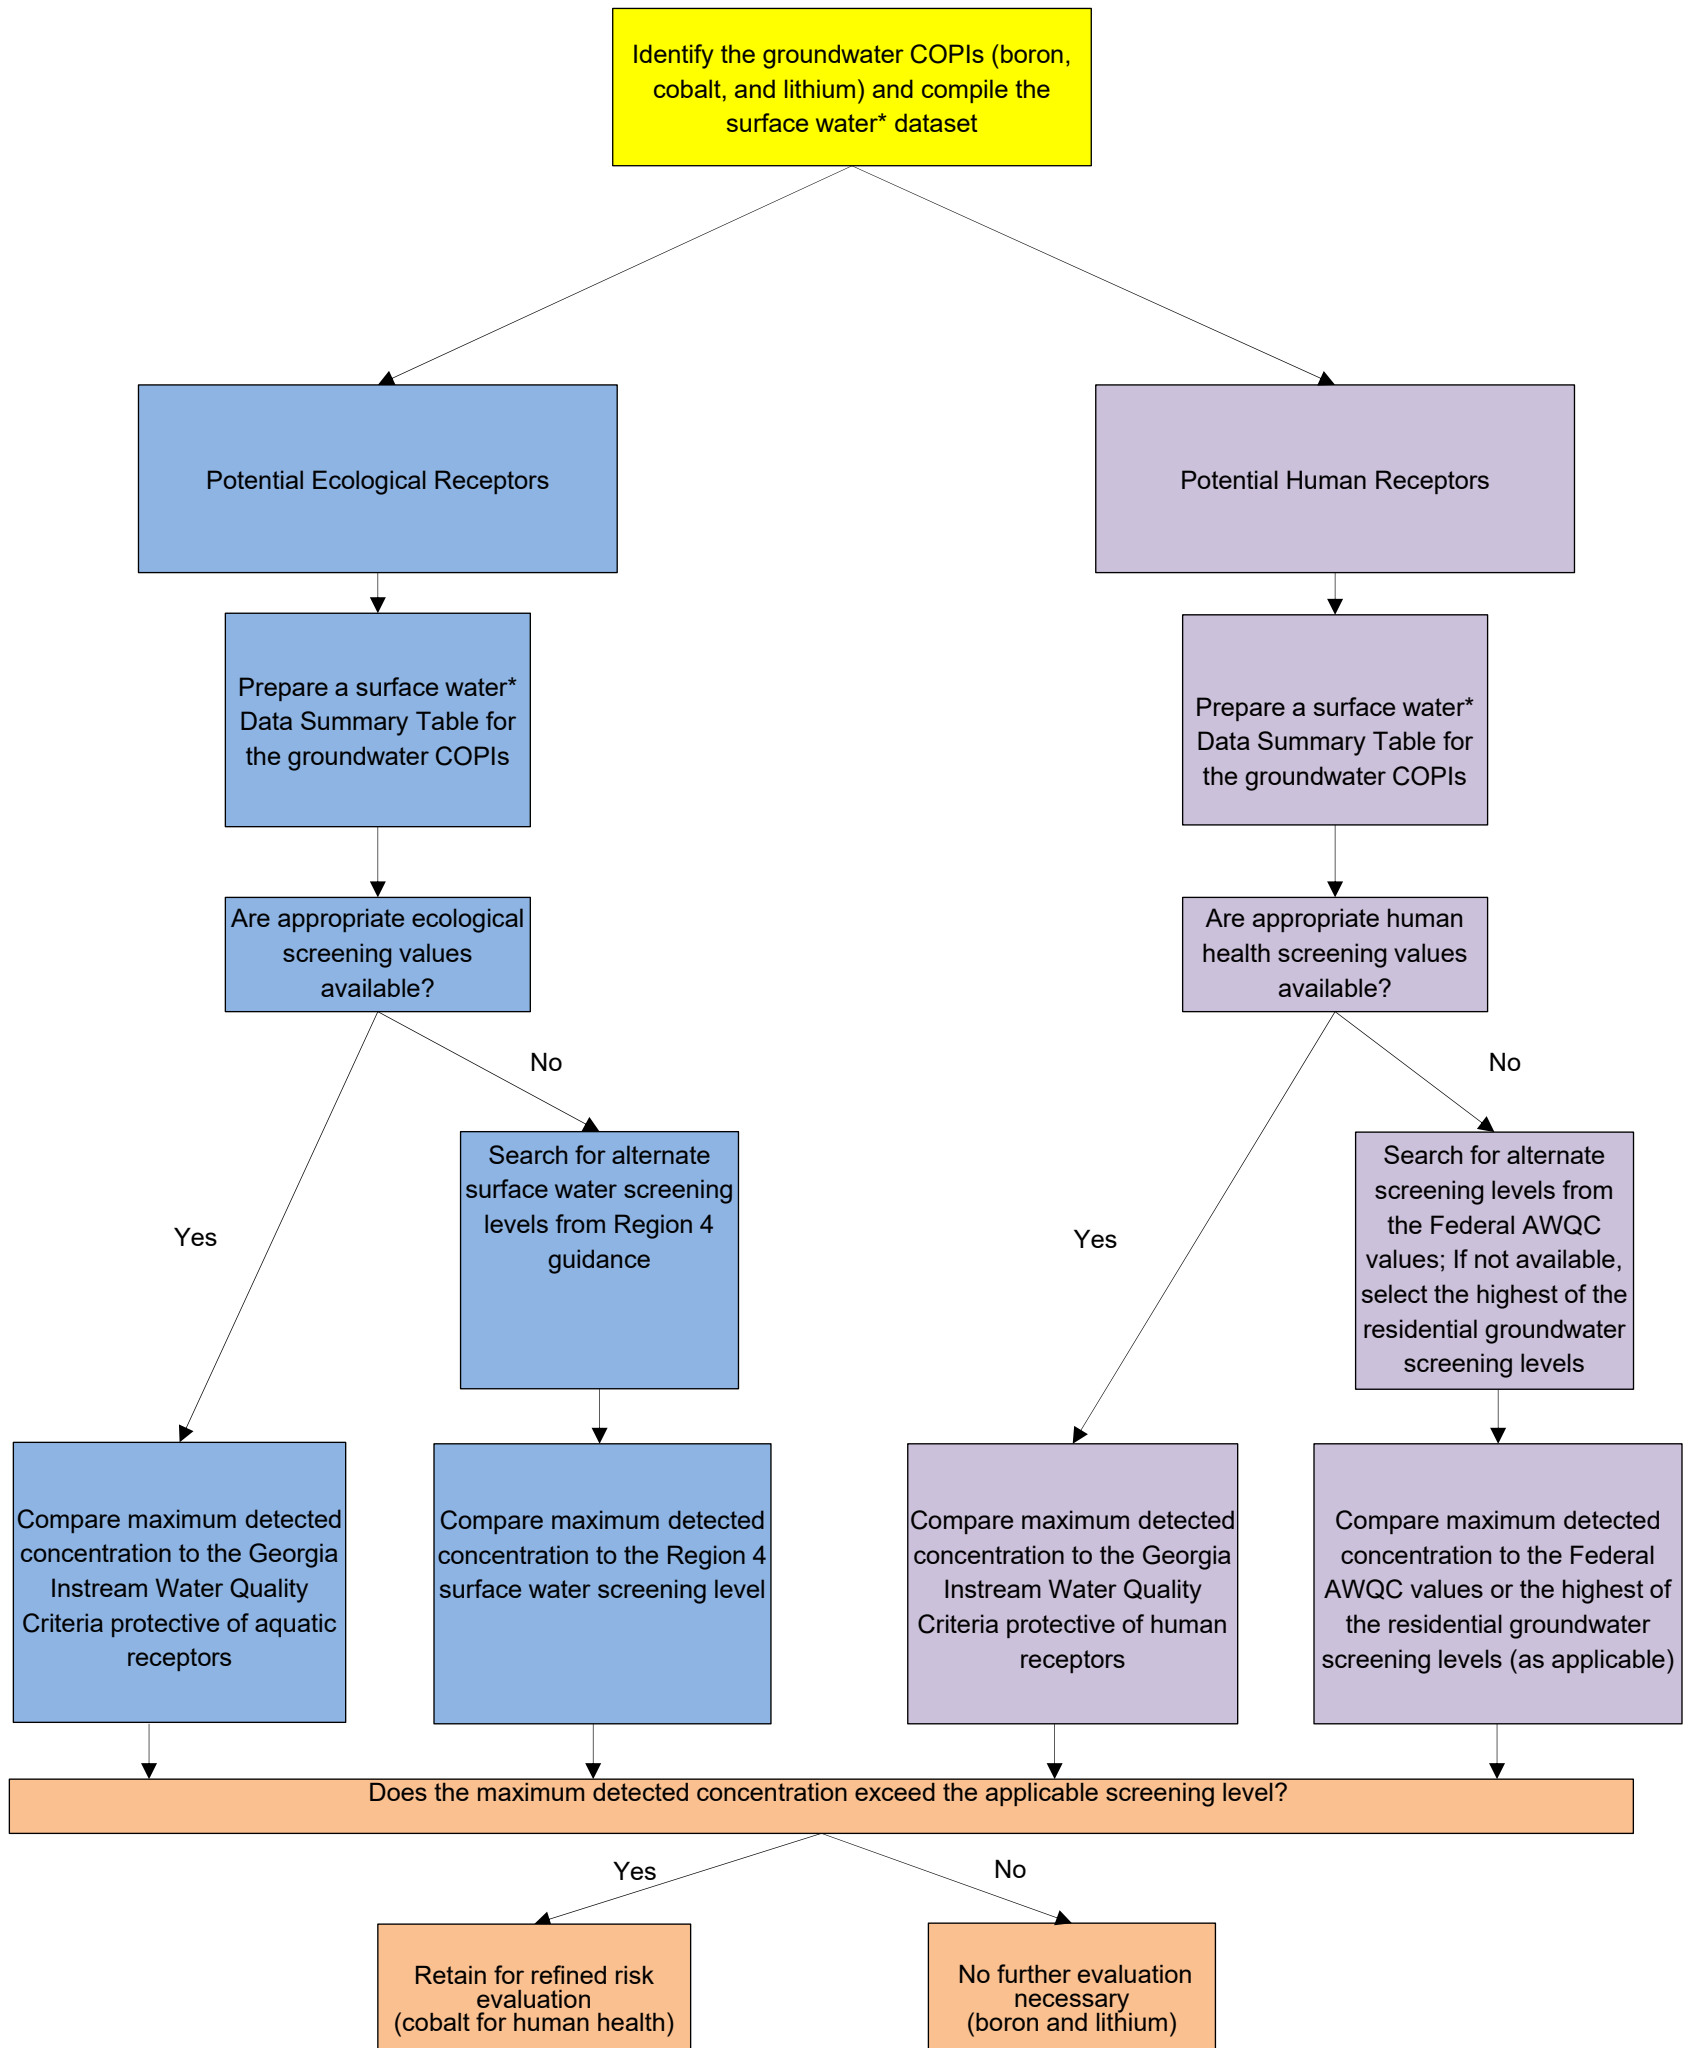 Identify the groundwater COPIs (boron,
cobalt, and lithium) and compile the
surface water* dataset
Potential Ecological Receptors
Potential Human Receptors
Prepare a surface water*
Data Summary Table for
the groundwater COPIs
Prepare a surface water*
Data Summary Table for
the groundwater COPIs
Are appropriate ecological
screening values
available?
Are appropriate human
health screening values
available?
No
No
Search for alternate
surface water screening
levels from Region 4
guidance
Search for alternate
screening levels from
the Federal AWQC
values; If not available,
select the highest of the
residential groundwater
screening levels
Yes
Yes
Compare maximum detected
concentration to the Georgia
Instream Water Quality
Criteria protective of aquatic
receptors
Compare maximum detected
concentration to the Region 4
surface water screening level
Compare maximum detected
concentration to the Georgia
Instream Water Quality
Criteria protective of human
receptors
Compare maximum detected
concentration to the Federal
AWQC values or the highest of
the residential groundwater
screening levels (as applicable)
Does the maximum detected concentration exceed the applicable screening level?
Yes
No
Retain for refined risk
evaluation
(cobalt for human health)
No further evaluation
necessary
(boron and lithium)